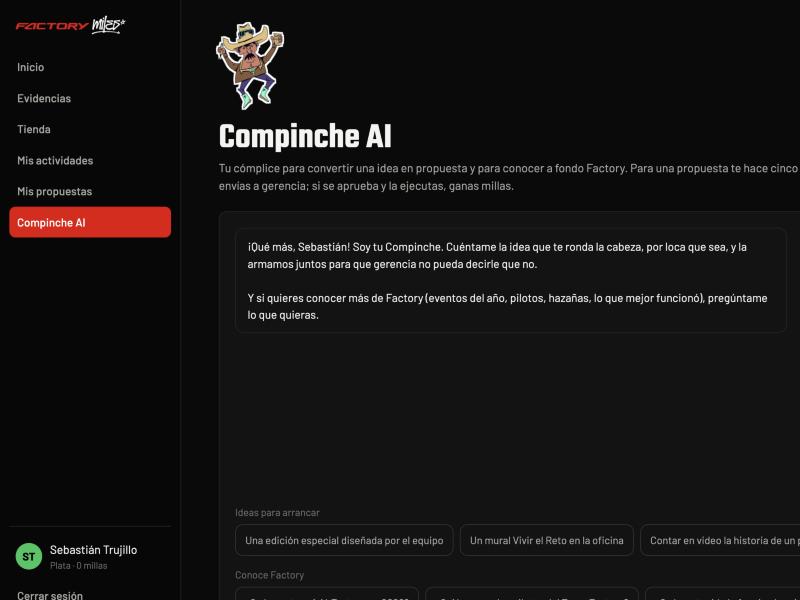 FACTORY miles
Inicio
Evidencias
Tienda
Mis actividades
Mis propuestas
Compinche AI
Compinche AI
Tu cómplice para convertir una idea en propuesta y para conocer a fondo Factory. Para una propuesta te hace cinco
envías a gerencia; si se aprueba y la ejecutas, ganas millas.
¡Qué más, Sebastián! Soy tu Compinche. Cuéntame la idea que te ronda la cabeza, por loca que sea, y la
armamos juntos para que gerencia no pueda decirle que no.
Y si quieres conocer más de Factory (eventos del año, pilotos, hazañas, lo que mejor funcionó), pregúntame
lo que quieras.
Ideas para arrancar
Una edición especial diseñada por el equipo
Un mural Vivir el Reto en la oficina
Contar en video la historia de un
Conoce Factory
ST
Sebastián Trujillo
Plata · 0 millas
Cerrar sesión